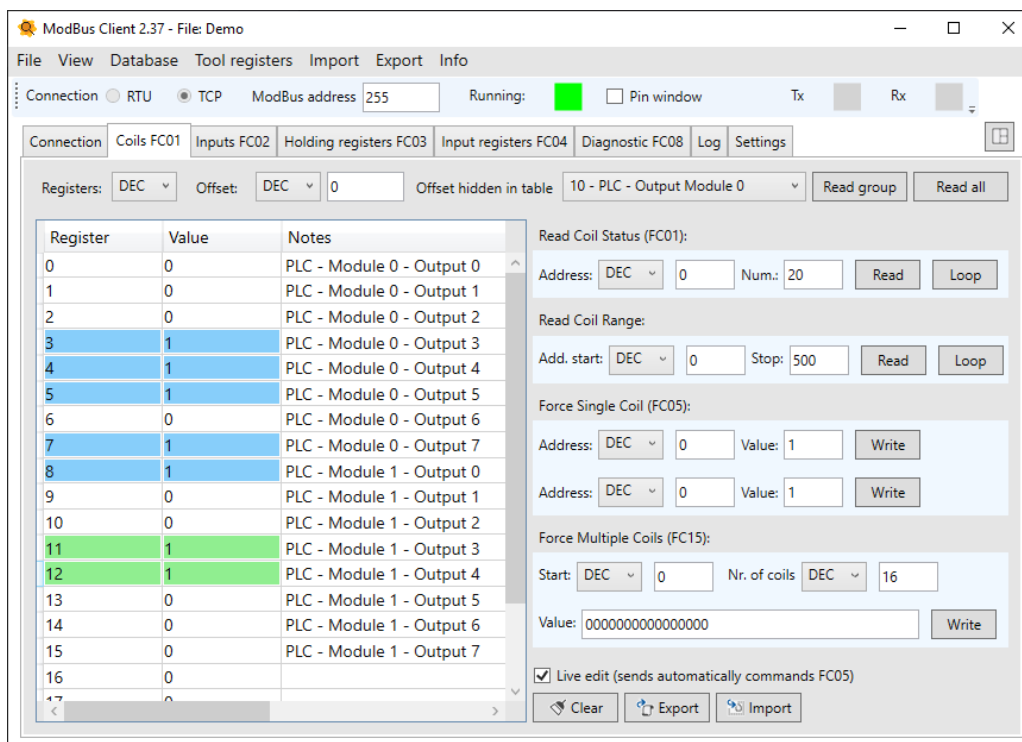 ModBus Client 2.37 - File: Demo
File View Database Tool registers Import Export Info
Connection RTU TCP ModBus address 255 Running: Pin window Tx Rx
Connection Coils FC01 Inputs FC02 Holding registers FC03 Input registers FC04 Diagnostic FC08 Log Settings
Registers: DEC Offset: DEC 0 Offset hidden in table 10 - PLC - Output Module 0 Read group Read all
Register Value Notes
0 0 PLC - Module 0 - Output 0
1 0 PLC - Module 0 - Output 1
2 0 PLC - Module 0 - Output 2
3 1 PLC - Module 0 - Output 3
4 1 PLC - Module 0 - Output 4
5 1 PLC - Module 0 - Output 5
6 0 PLC - Module 0 - Output 6
7 1 PLC - Module 0 - Output 7
8 1 PLC - Module 1 - Output 0
9 0 PLC - Module 1 - Output 1
10 0 PLC - Module 1 - Output 2
11 1 PLC - Module 1 - Output 3
12 1 PLC - Module 1 - Output 4
13 0 PLC - Module 1 - Output 5
14 0 PLC - Module 1 - Output 6
15 0 PLC - Module 1 - Output 7
16 0
Read Coil Status (FC01):
Address: DEC 0 Num.: 20 Read Loop
Read Coil Range:
Add. start: DEC 0 Stop: 500 Read Loop
Force Single Coil (FC05):
Address: DEC 0 Value: 1 Write
Address: DEC 0 Value: 1 Write
Force Multiple Coils (FC15):
Start: DEC 0 Nr. of coils DEC 16
Value: 0000000000000000 Write
Live edit (sends automatically commands FC05)
Clear Export Import